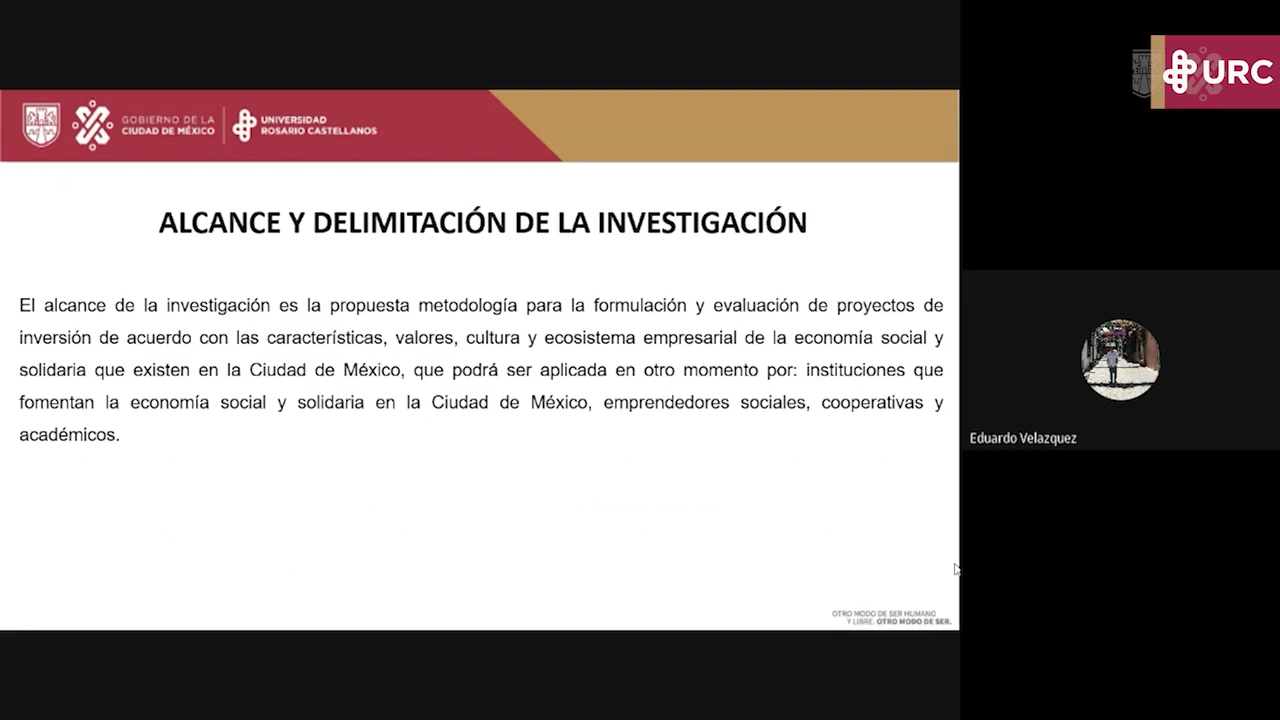 GOBIERNO DE LA
CIUDAD DE MÉXICO
UNIVERSIDAD
ROSARIO CASTELLANOS
URC
ALCANCE Y DELIMITACIÓN DE LA INVESTIGACIÓN
El alcance de la investigación es la propuesta metodología para la formulación y evaluación de proyectos de
inversión de acuerdo con las características, valores, cultura y ecosistema empresarial de la economía social y
solidaria que existen en la Ciudad de México, que podrá ser aplicada en otro momento por: instituciones que
fomentan la economía social y solidaria en la Ciudad de México, emprendedores sociales, cooperativas y
académicos.
Eduardo Velazquez
OTRO MODO DE SER HUMANO
Y LIBRE. OTRO MODO DE SER.